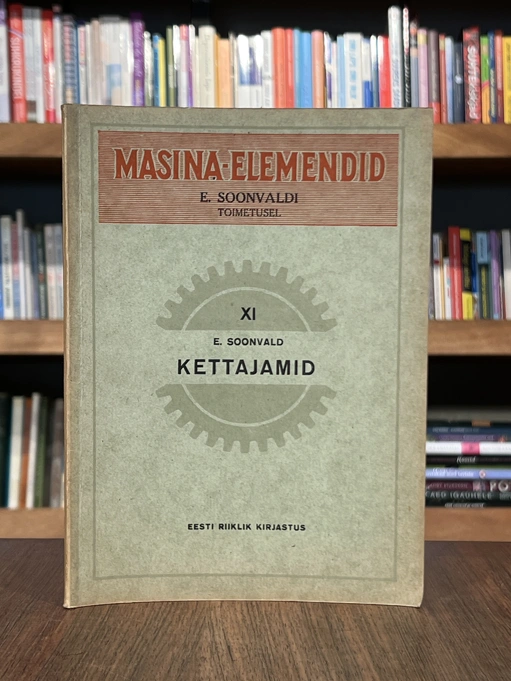 MASINA-ELEMENDID
E. SOONVALDI
TOIMETUSEL
XI
E. SOONVALD
KETTAJAMID
EESTI RIIKLIK KIRJASTUS